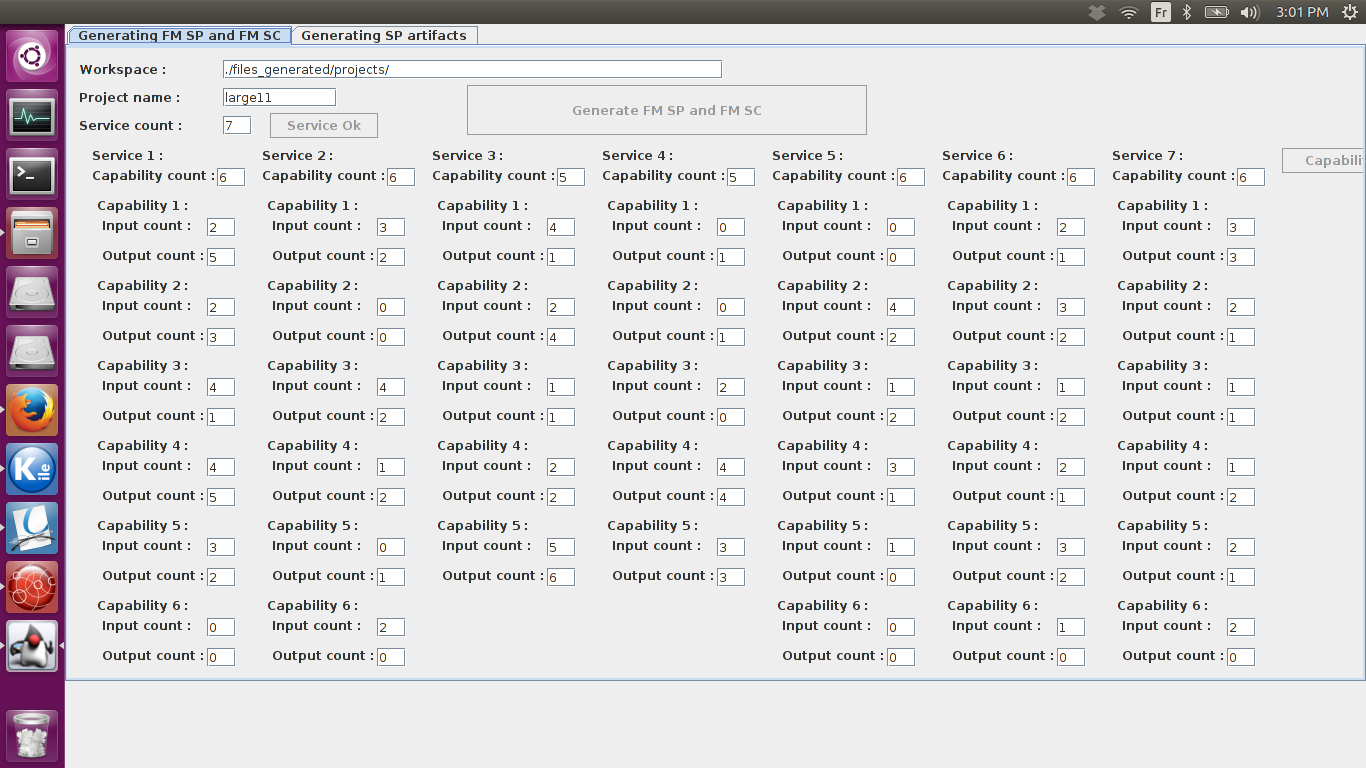 Fr 3:01 PM
Generating FM SP and FM SC Generating SP artifacts
Workspace : ./files_generated/projects/
Project name : large11 Generate FM SP and FM SC
Service count : 7 Service Ok
Service 1 : Service 2 : Service 3 : Service 4 : Service 5 : Service 6 : Service 7 : Capabili
Capability count : 6 Capability count : 6 Capability count : 5 Capability count : 5 Capability count : 6 Capability count : 6 Capability count : 6
Capability 1 : Capability 1 : Capability 1 : Capability 1 : Capability 1 : Capability 1 : Capability 1 :
Input count : 2 Input count : 3 Input count : 4 Input count : 0 Input count : 0 Input count : 2 Input count : 3
Output count : 5 Output count : 2 Output count : 1 Output count : 1 Output count : 0 Output count : 1 Output count : 3
Capability 2 : Capability 2 : Capability 2 : Capability 2 : Capability 2 : Capability 2 : Capability 2 :
Input count : 2 Input count : 0 Input count : 2 Input count : 0 Input count : 4 Input count : 3 Input count : 2
Output count : 3 Output count : 0 Output count : 4 Output count : 1 Output count : 2 Output count : 2 Output count : 1
Capability 3 : Capability 3 : Capability 3 : Capability 3 : Capability 3 : Capability 3 : Capability 3 :
Input count : 4 Input count : 4 Input count : 1 Input count : 2 Input count : 1 Input count : 1 Input count : 1
Output count : 1 Output count : 2 Output count : 1 Output count : 0 Output count : 2 Output count : 2 Output count : 1
Capability 4 : Capability 4 : Capability 4 : Capability 4 : Capability 4 : Capability 4 : Capability 4 :
Input count : 4 Input count : 1 Input count : 2 Input count : 4 Input count : 3 Input count : 2 Input count : 1
Output count : 5 Output count : 2 Output count : 2 Output count : 4 Output count : 1 Output count : 1 Output count : 2
Capability 5 : Capability 5 : Capability 5 : Capability 5 : Capability 5 : Capability 5 : Capability 5 :
Input count : 3 Input count : 0 Input count : 5 Input count : 3 Input count : 1 Input count : 3 Input count : 2
Output count : 2 Output count : 1 Output count : 6 Output count : 3 Output count : 0 Output count : 2 Output count : 1
Capability 6 : Capability 6 : Capability 6 : Capability 6 : Capability 6 :
Input count : 0 Input count : 2 Input count : 0 Input count : 1 Input count : 2
Output count : 0 Output count : 0 Output count : 0 Output count : 0 Output count : 0
>_
Kile